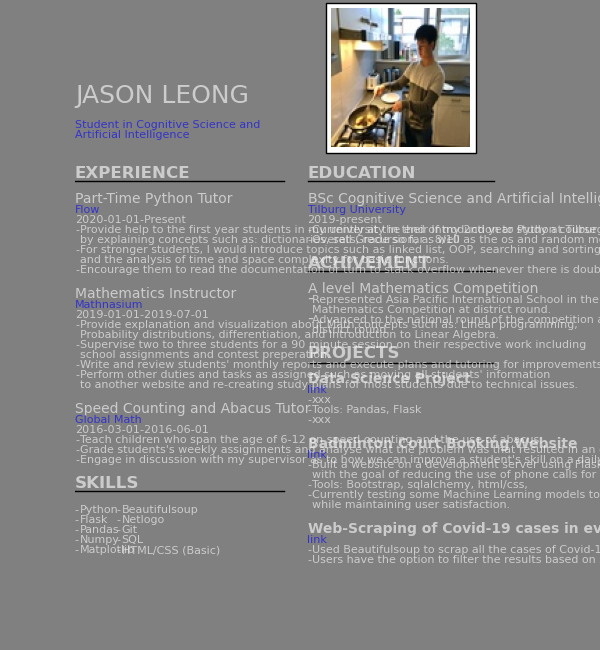 JASON LEONG
Student in Cognitive Science and
Artificial Intelligence
EXPERIENCE
Part-Time Python Tutor
Flow
2020-01-01-Present
-Provide help to the first year students in my university in their introduction to Python course
by explaining concepts such as: dictionaries, sets, recursion, as well as the os and random mo
-For stronger students, I would introduce topics such as linked list, OOP, searching and sorting
and the analysis of time and space complexity for basic functions.
-Encourage them to read the documentation or turn to stack overflow whenever there is doub
Mathematics Instructor
Mathnasium
2019-01-01-2019-07-01
-Provide explanation and visualization about Math concepts such as: Linear programming,
Probability distributions, differentiation, and Introduction to Linear Algebra.
-Supervise two to three students for a 90 minute session on their respective work including
school assignments and contest preperation.
-Write and review students' monthly reports and execute plans and tutoring for improvements
-Perform other duties and tasks as assigned such as moving all students' information
to another website and re-creating study plans for most students due to technical issues.
Speed Counting and Abacus Tutor
Global Math
2016-03-01-2016-06-01
-Teach children who span the age of 6-12 on speed counting and the use of abacus.
-Grade students's weekly assignments and analyse what the problem was that resulted in an
-Engage in discussion with my supervisor as to how we can improve a student's skill on a daily
SKILLS
-Python
-Flask
-Pandas
-Numpy
-Matplotlib
-Beautifulsoup
-Netlogo
-Git
-SQL
-HTML/CSS (Basic)
EDUCATION
BSc Cognitive Science and Artificial Intellig
Tilburg University
2019-present
-Currently at the end of my 2nd year study at Tilburg
-Overall Grade so far: 8/10
ACHIVEMENT
A level Mathematics Competition
-Represented Asia Pacific International School in the
Mathematics Competition at district round.
-Advanced to the national round of the competition a
PROJECTS
Data Science Project
link
-xxx
-Tools: Pandas, Flask
-xxx
Badminton Court Booking Website
link
-Built a website on a development server using Flask
with the goal of reducing the use of phone calls for
-Tools: Bootstrap, sqlalchemy, html/css,
-Currently testing some Machine Learning models to
while maintaining user satisfaction.
Web-Scraping of Covid-19 cases in ev
link
-Used Beautifulsoup to scrap all the cases of Covid-1
-Users have the option to filter the results based on